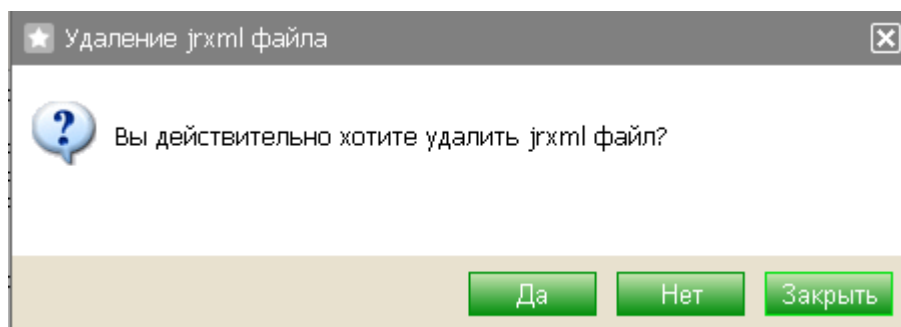 Удаление jrxml файла
Вы действительно хотите удалить jrxml файл?
Да Нет Закрыть